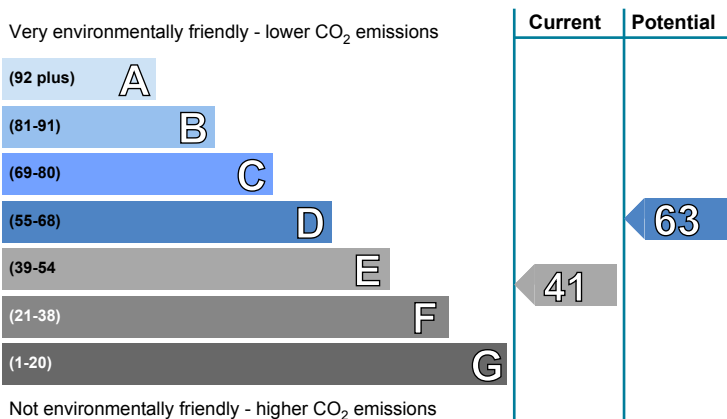 Current Potential
Very environmentally friendly - lower CO2 emissions
(92 plus) A
(81-91) B
(69-80) C
(55-68) D
63
(39-54 E
41
(21-38) F
(1-20) G
Not environmentally friendly - higher CO2 emissions